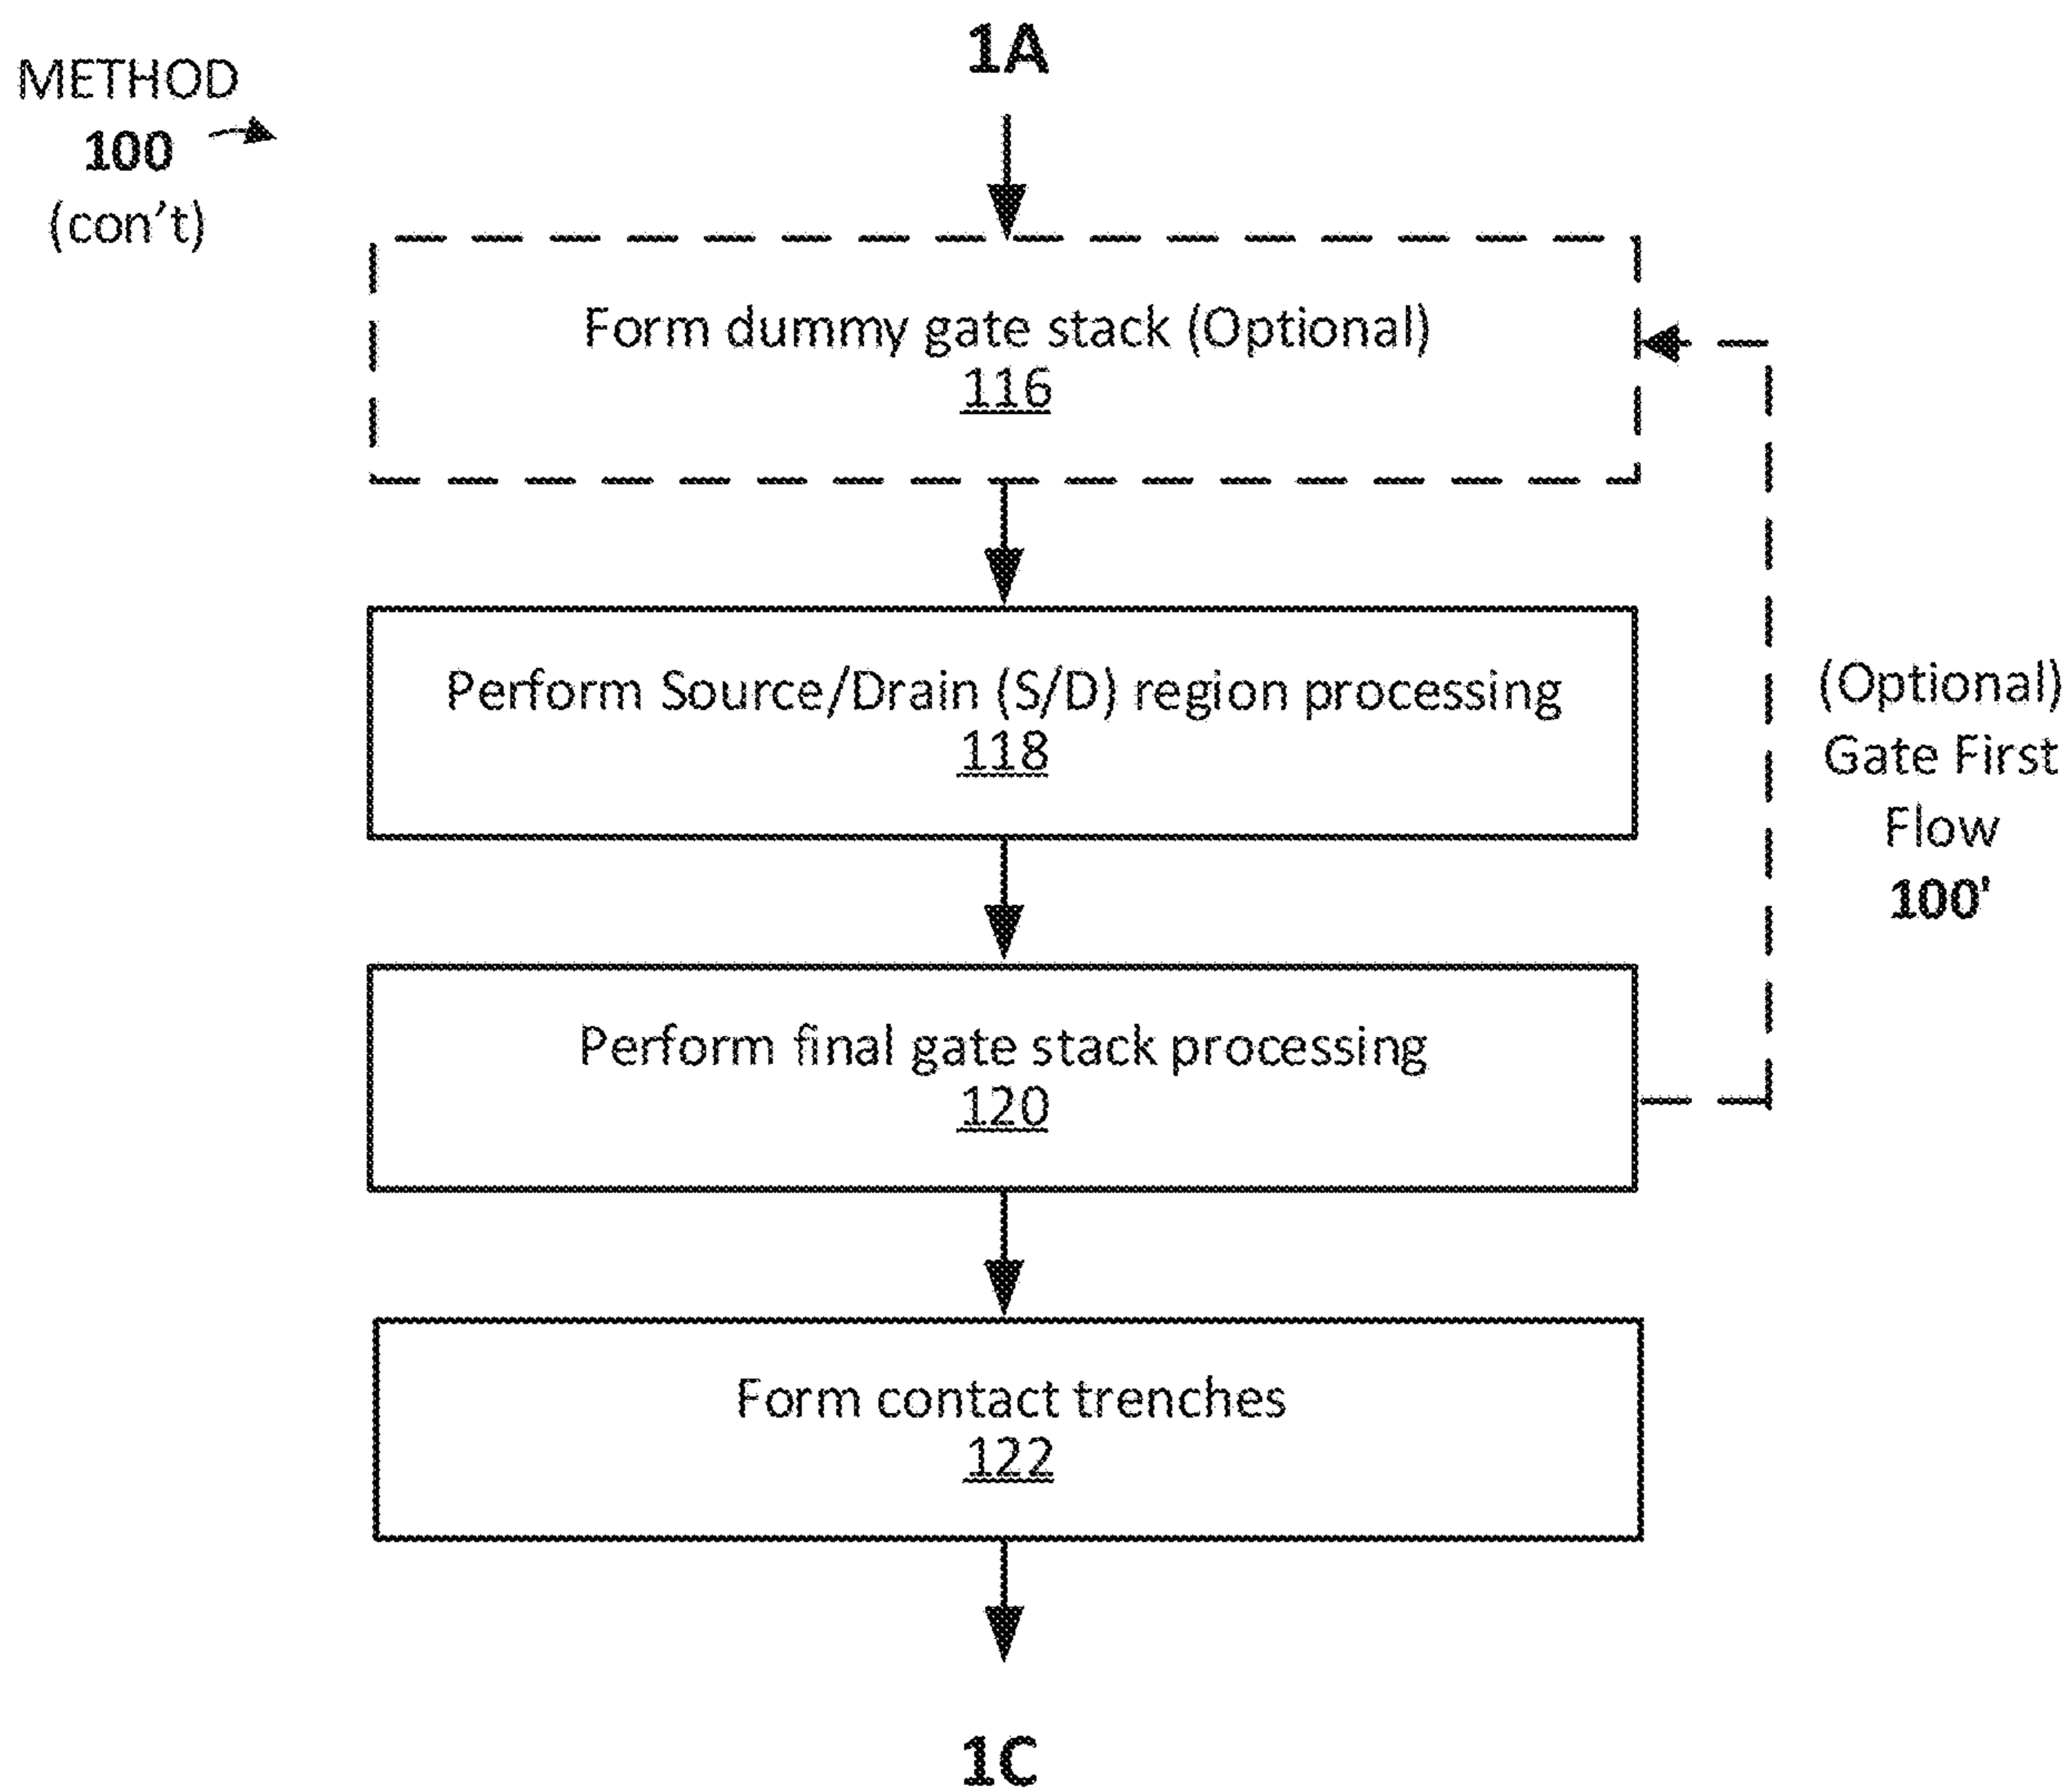 1A
METHOD
100
(con't)
Form dummy gate stack (Optional)
116
Perform Source/Drain (S/D) region processing
118
(Optional)
Gate First
Flow
100'
Perform final gate stack processing
120
Form contact trenches
122
1C